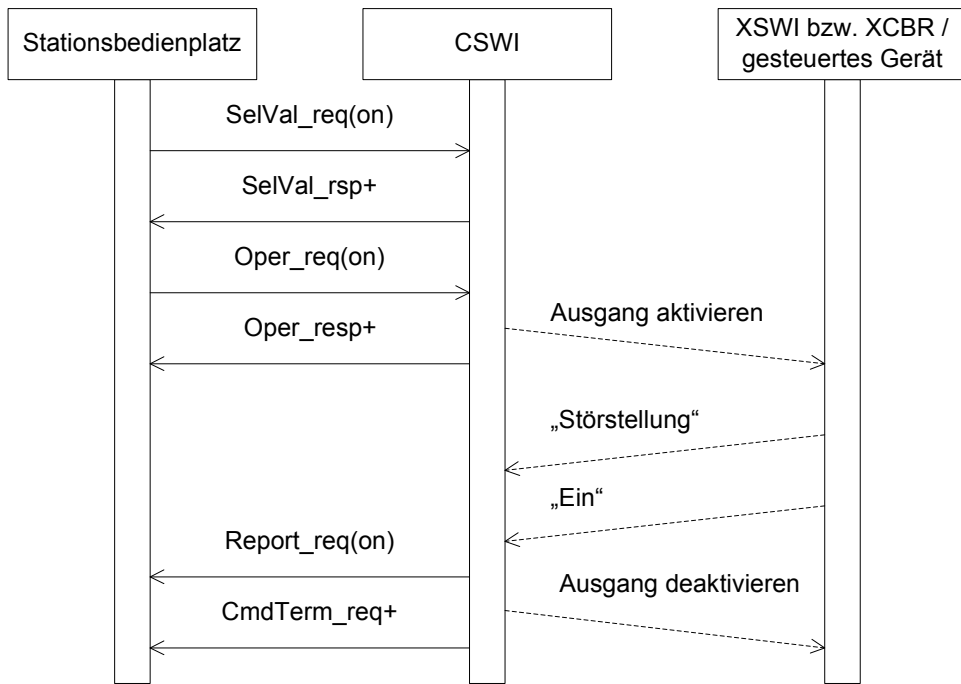 Stationsbedienplatz
CSWI
XSWI bzw. XCBR /
gesteuertes Gerät
SelVal_req(on)
SelVal_rsp+
Oper_req(on)
Ausgang aktivieren
Oper_resp+
„Störstellung“
„Ein“
Report_req(on)
Ausgang deaktivieren
CmdTerm_req+